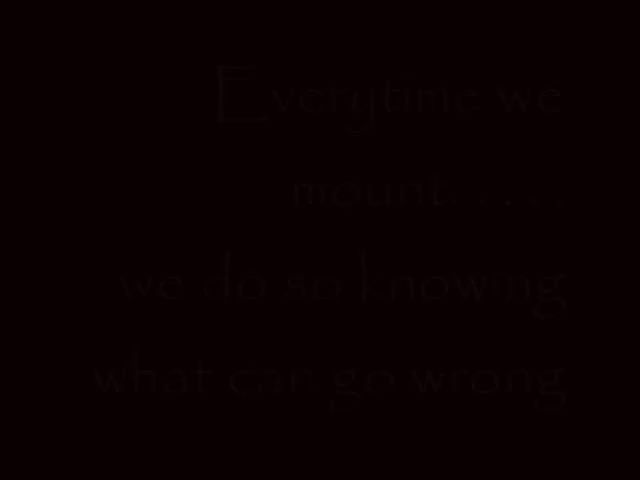 Everytime we
mount. . . . .
we do so knowing
what can go wrong